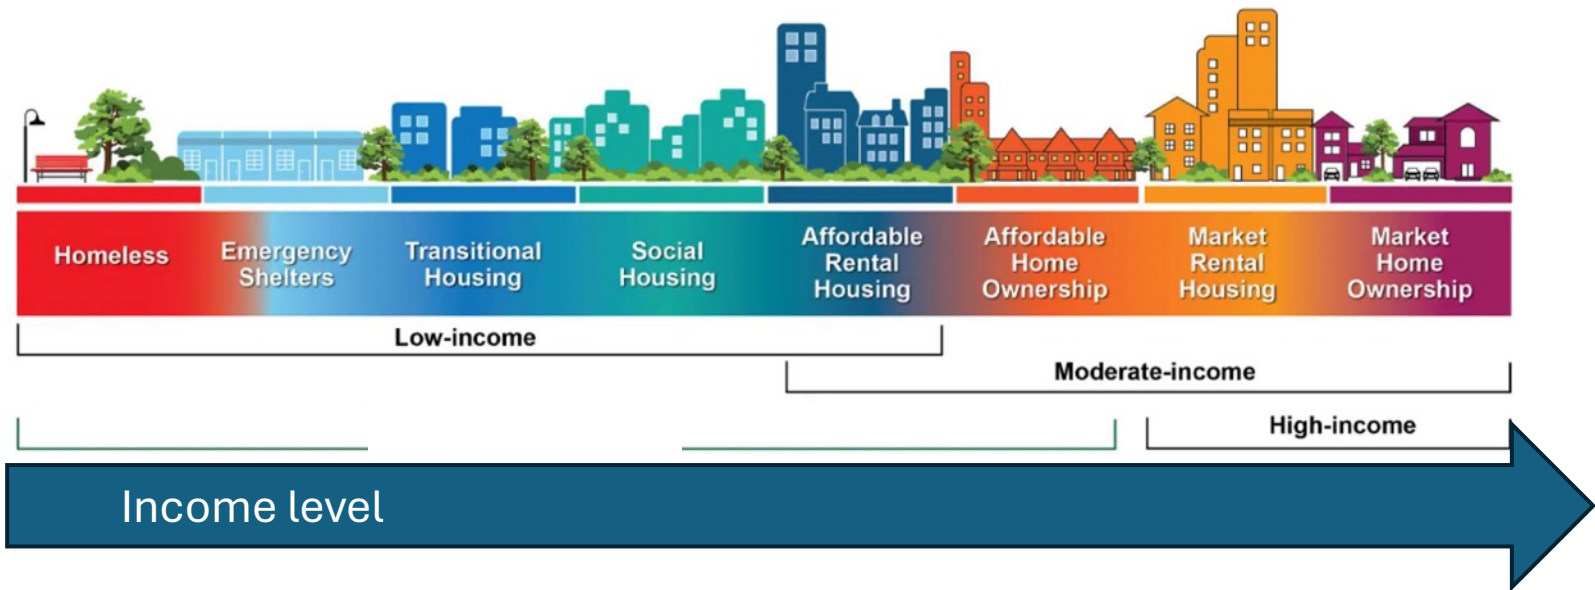 Homeless
Emergency
Shelters
Transitional
Housing
Social
Housing
Affordable
Rental
Housing
Affordable
Home
Ownership
Market
Rental
Housing
Market
Home
Ownership
Low-income
Moderate-income
High-income
Income level